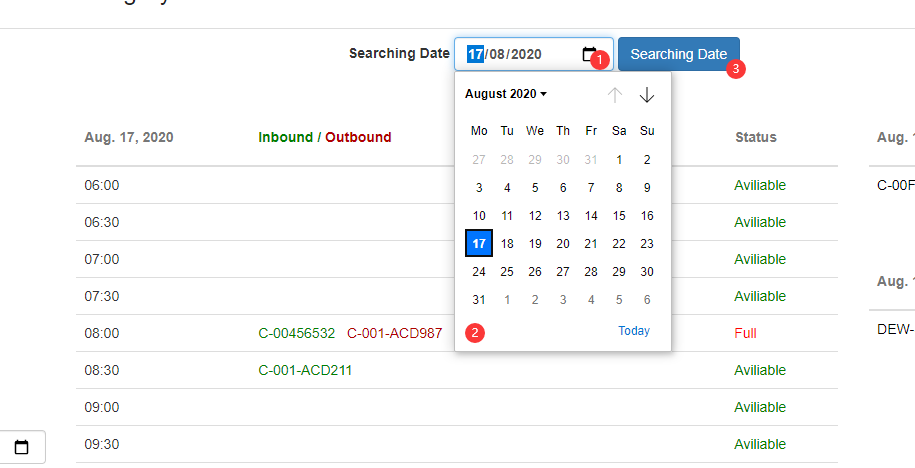 Searching Date 17/08/2020 1 Searching Date 3
August 2020
Mo Tu We Th Fr Sa Su
27 28 29 30 31 1 2
3 4 5 6 7 8 9
10 11 12 13 14 15 16
17 18 19 20 21 22 23
24 25 26 27 28 29 30
31 1 2 3 4 5 6
2 Today
Aug. 17, 2020 Inbound / Outbound Status
06:00 Aviliable
06:30 Aviliable
07:00 Aviliable
07:30 Aviliable
08:00 C-00456532 C-001-ACD987 Full
08:30 C-001-ACD211 Aviliable
09:00 Aviliable
09:30 Aviliable
Aug.
C-00F
Aug.
DEW-